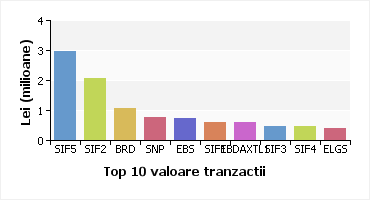 4
3
2
1
0
Lei (milioane)
SIF5 SIF2 BRD SNP EBS SIF3 SIF4 ELGS
Top 10 valoare tranzactii